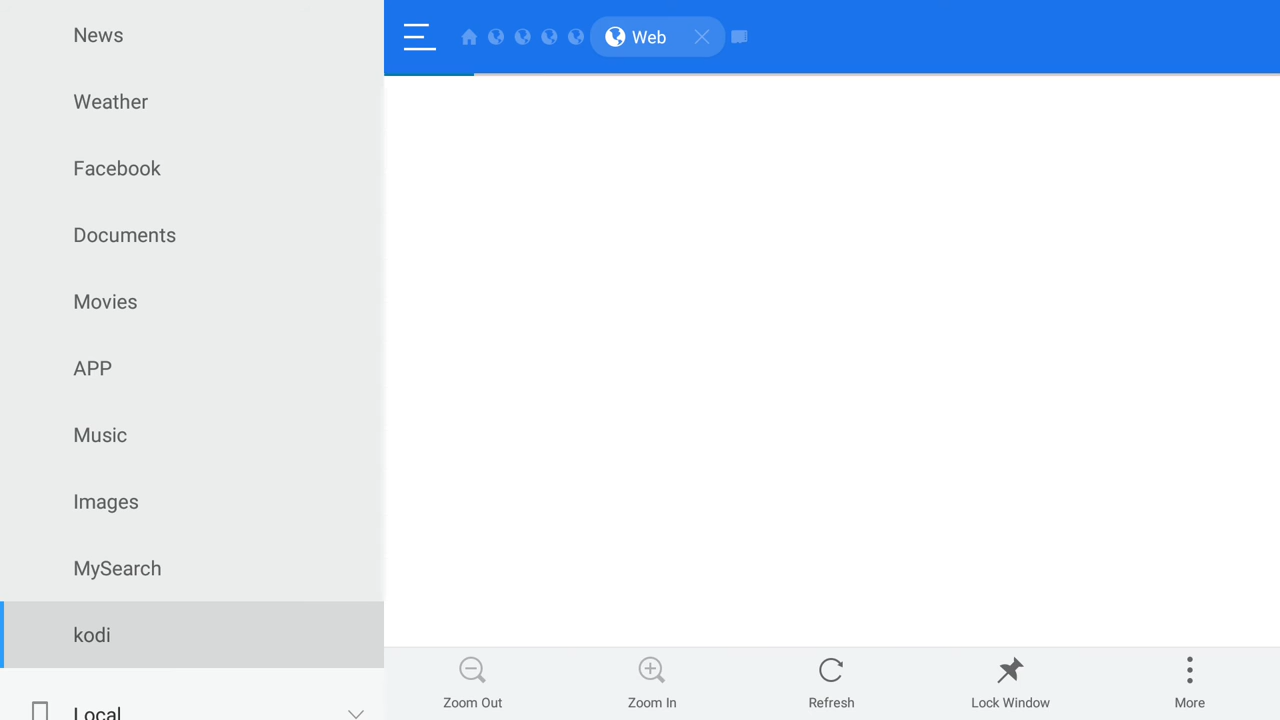 News
Weather
Facebook
Documents
Movies
APP
Music
Images
MySearch
kodi
Local
Web
Zoom Out
Zoom In
Refresh
Lock Window
More